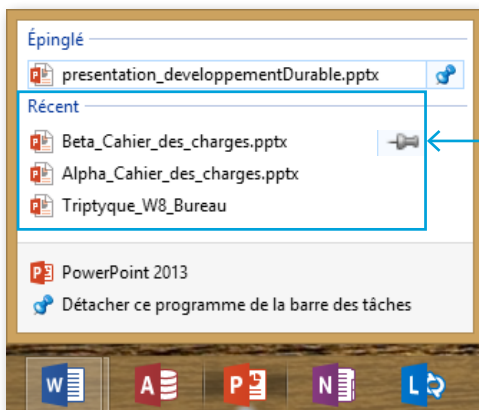 Épinglé
presentation_developpementDurable.pptx
Récent
Beta_Cahier_des_charges.pptx
Alpha_Cahier_des_charges.pptx
Triptyque_W8_Bureau
PowerPoint 2013
Détacher ce programme de la barre des tâches